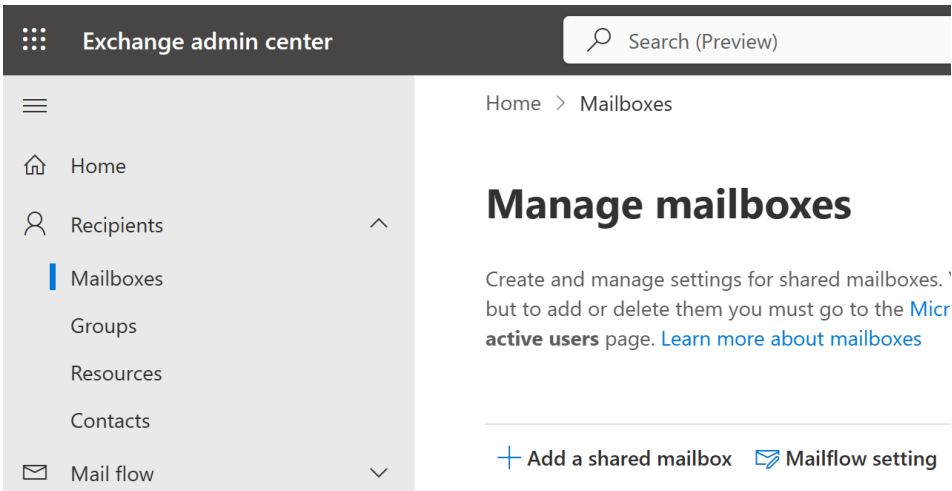 Exchange admin center
Search (Preview)
Home > Mailboxes
Home
Recipients
Mailboxes
Groups
Resources
Contacts
Mail flow
Manage mailboxes
Create and manage settings for shared mailboxes.
but to add or delete them you must go to the
active users page. Learn more about mailboxes
Add a shared mailbox
Mailflow setting